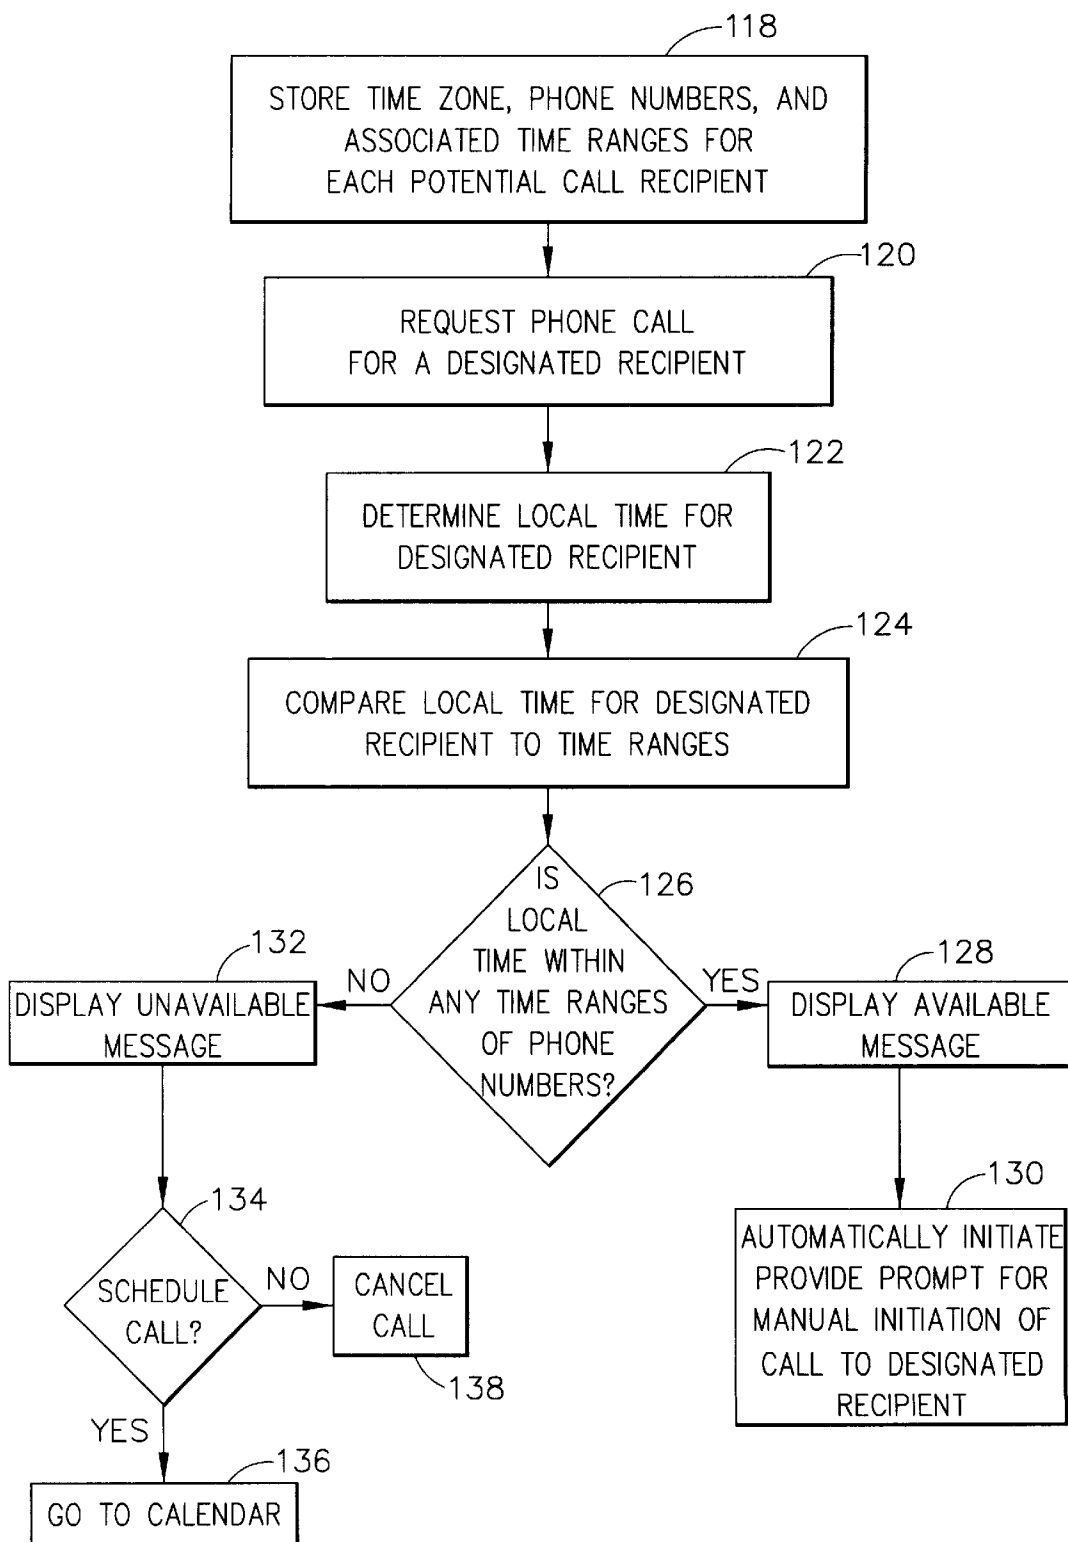 118
STORE TIME ZONE, PHONE NUMBERS, AND
ASSOCIATED TIME RANGES FOR
EACH POTENTIAL CALL RECIPIENT
120
REQUEST PHONE CALL
FOR A DESIGNATED RECIPIENT
122
DETERMINE LOCAL TIME FOR
DESIGNATED RECIPIENT
124
COMPARE LOCAL TIME FOR DESIGNATED
RECIPIENT TO TIME RANGES
126
IS
LOCAL
TIME WITHIN
ANY TIME RANGES
OF PHONE
NUMBERS?
NO
YES
132
DISPLAY UNAVAILABLE
MESSAGE
128
DISPLAY AVAILABLE
MESSAGE
134
SCHEDULE
CALL?
NO
CANCEL
CALL
138
130
AUTOMATICALLY INITIATE
PROVIDE PROMPT FOR
MANUAL INITIATION OF
CALL TO DESIGNATED
RECIPIENT
YES
136
GO TO CALENDAR